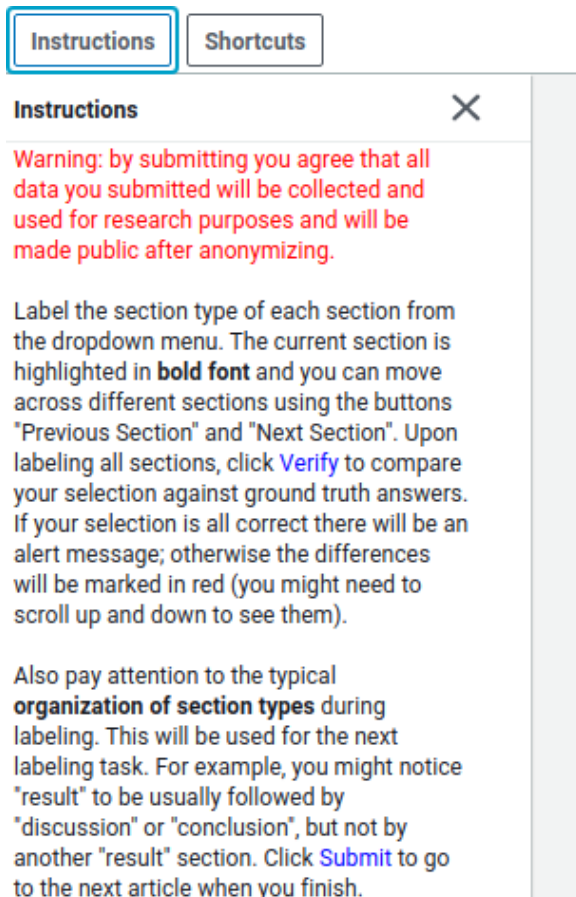 Instructions
Shortcuts
Instructions
Warning: by submitting you agree that all
data you submitted will be collected and
used for research purposes and will be
made public after anonymizing.
Label the section type of each section from
the dropdown menu. The current section is
highlighted in bold font and you can move
across different sections using the buttons
"Previous Section" and "Next Section". Upon
labeling all sections, click Verify to compare
your selection against ground truth answers.
If your selection is all correct there will be an
alert message; otherwise the differences
will be marked in red (you might need to
scroll up and down to see them).
Also pay attention to the typical
organization of section types during
labeling. This will be used for the next
labeling task. For example, you might notice
"result" to be usually followed by
"discussion" or "conclusion", but not by
another "result" section. Click Submit to go
to the next article when you finish.